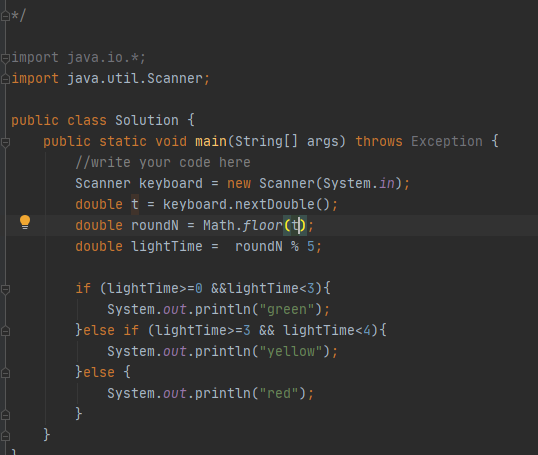 */
import java.io.*;
import java.util.Scanner;
public class Solution {
public static void main(String[] args) throws Exception {
//write your code here
Scanner keyboard = new Scanner(System.in);
double t = keyboard.nextDouble();
double roundN = Math.floor(t);
double lightTime =  roundN % 5;
if (lightTime>=0 &&lightTime<3){
System.out.println("green");
}else if (lightTime>=3 && lightTime<4){
System.out.println("yellow");
}else {
System.out.println("red");
}
}
}